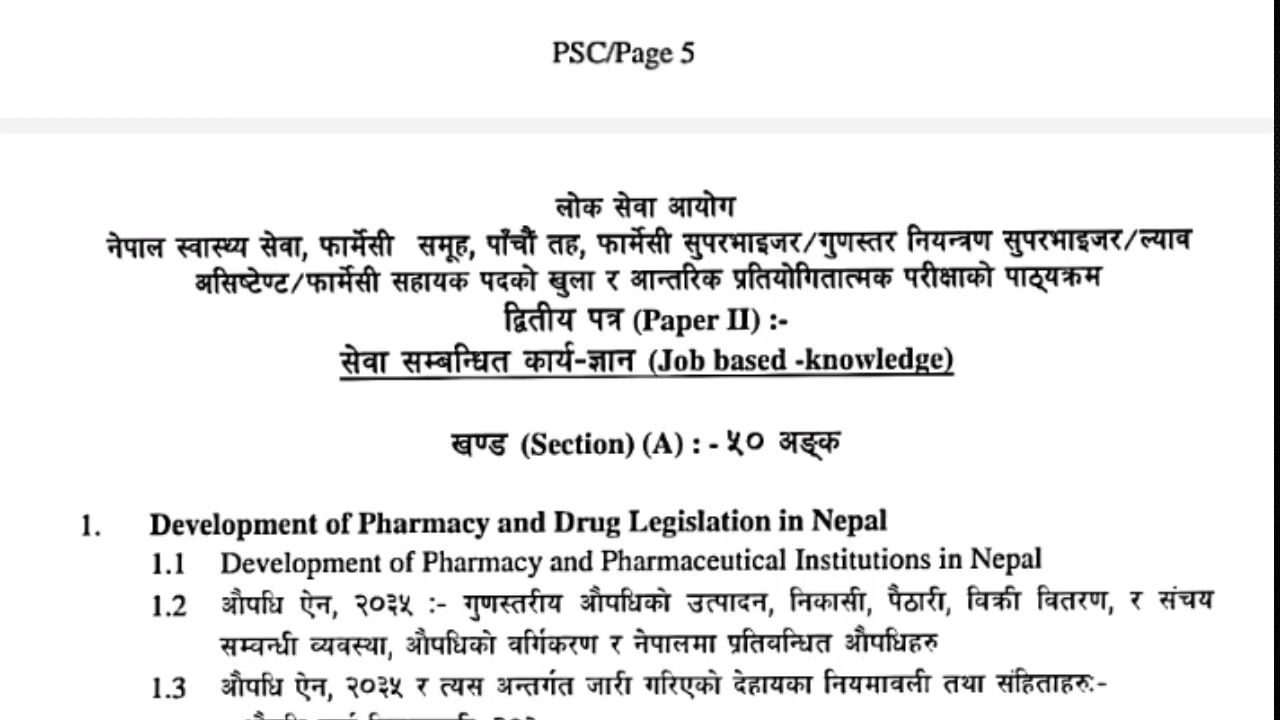 PSC/Page 5
लोक सेवा आयोग
नेपाल स्वास्थ्य सेवा, फार्मेसी समूह, पाँचौं तह, फार्मेसी सुपरभाइजर/गुणस्तर नियन्त्रण सुपरभाइजर/ल्याव
असिष्टेण्ट/फार्मेसी सहायक पदको खुला र आन्तरिक प्रतियोगितात्मक परीक्षाको पाठ्यक्रम
द्वितीय पत्र (Paper II) :-
सेवा सम्बन्धित कार्य-ज्ञान (Job based -knowledge)
खण्ड (Section) (A) : - ५० अङ्क
1. Development of Pharmacy and Drug Legislation in Nepal
1.1 Development of Pharmacy and Pharmaceutical Institutions in Nepal
1.2 औषधि ऐन, २०३५ :- गुणस्तरीय औषधिको उत्पादन, निकासी, पैठारी, विक्री वितरण, र संचय
सम्वन्धी व्यवस्था, औषधिको वर्गिकरण र नेपालमा प्रतिवन्धित औषधिहरु
1.3 औषधि ऐन, २०३५ र त्यस अन्तर्गत जारी गरिएको देहायका नियमावली तथा संहिताहरुः-